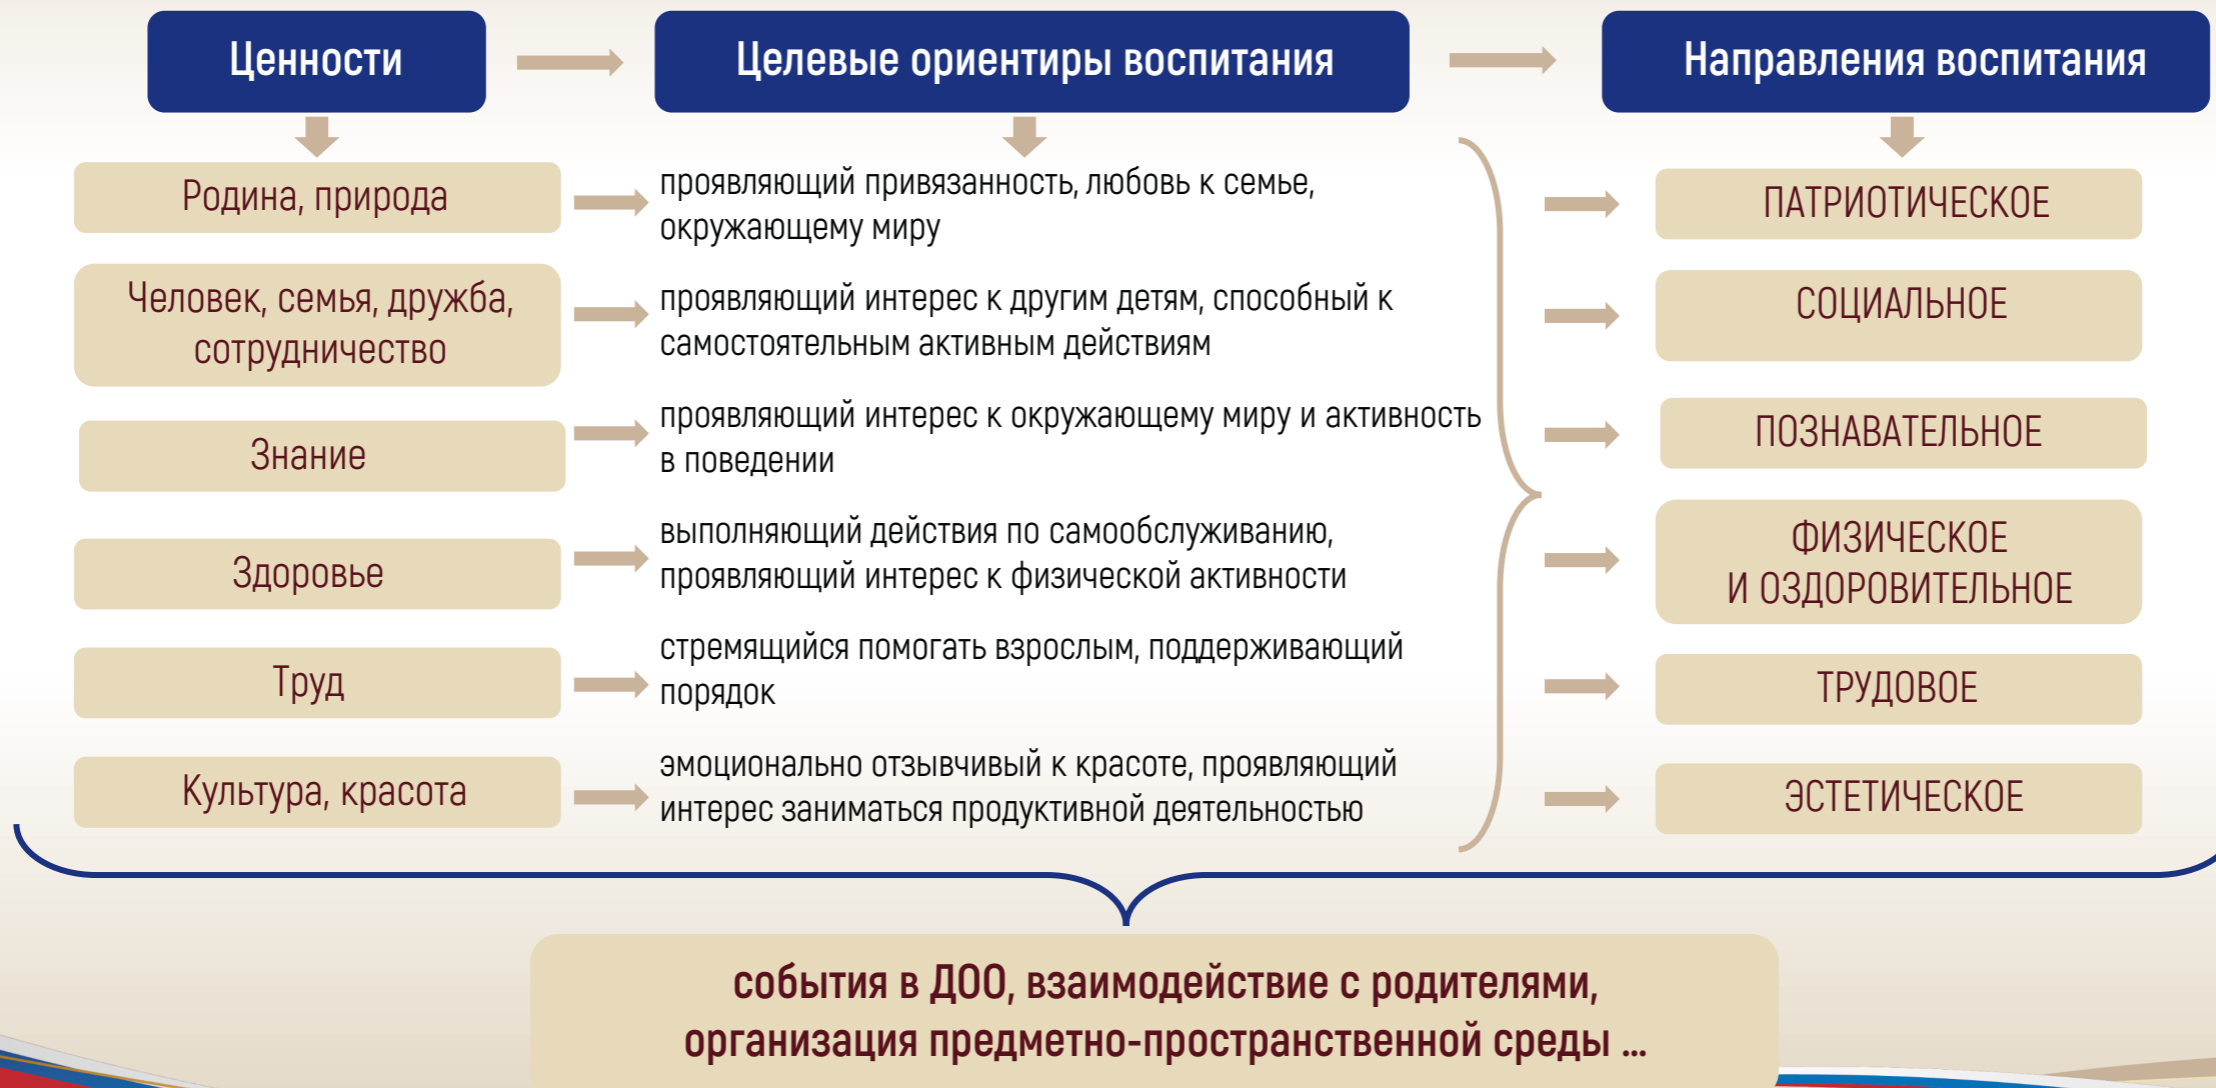 Ценности
Целевые ориентиры воспитания
Направления воспитания
Родина, природа
проявляющий привязанность, любовь к семье,
окружающему миру
ПАТРИОТИЧЕСКОЕ
Человек, семья, дружба,
сотрудничество
проявляющий интерес к другим детям, способный к
самостоятельным активным действиям
СОЦИАЛЬНОЕ
Знание
проявляющий интерес к окружающему миру и активность
в поведении
ПОЗНАВАТЕЛЬНОЕ
Здоровье
выполняющий действия по самообслуживанию,
проявляющий интерес к физической активности
ФИЗИЧЕСКОЕ
И ОЗДОРОВИТЕЛЬНОЕ
Труд
стремящийся помогать взрослым, поддерживающий
порядок
ТРУДОВОЕ
Культура, красота
эмоционально отзывчивый к красоте, проявляющий
интерес заниматься продуктивной деятельностью
ЭСТЕТИЧЕСКОЕ
события в ДОО, взаимодействие с родителями,
организация предметно-пространственной среды ...